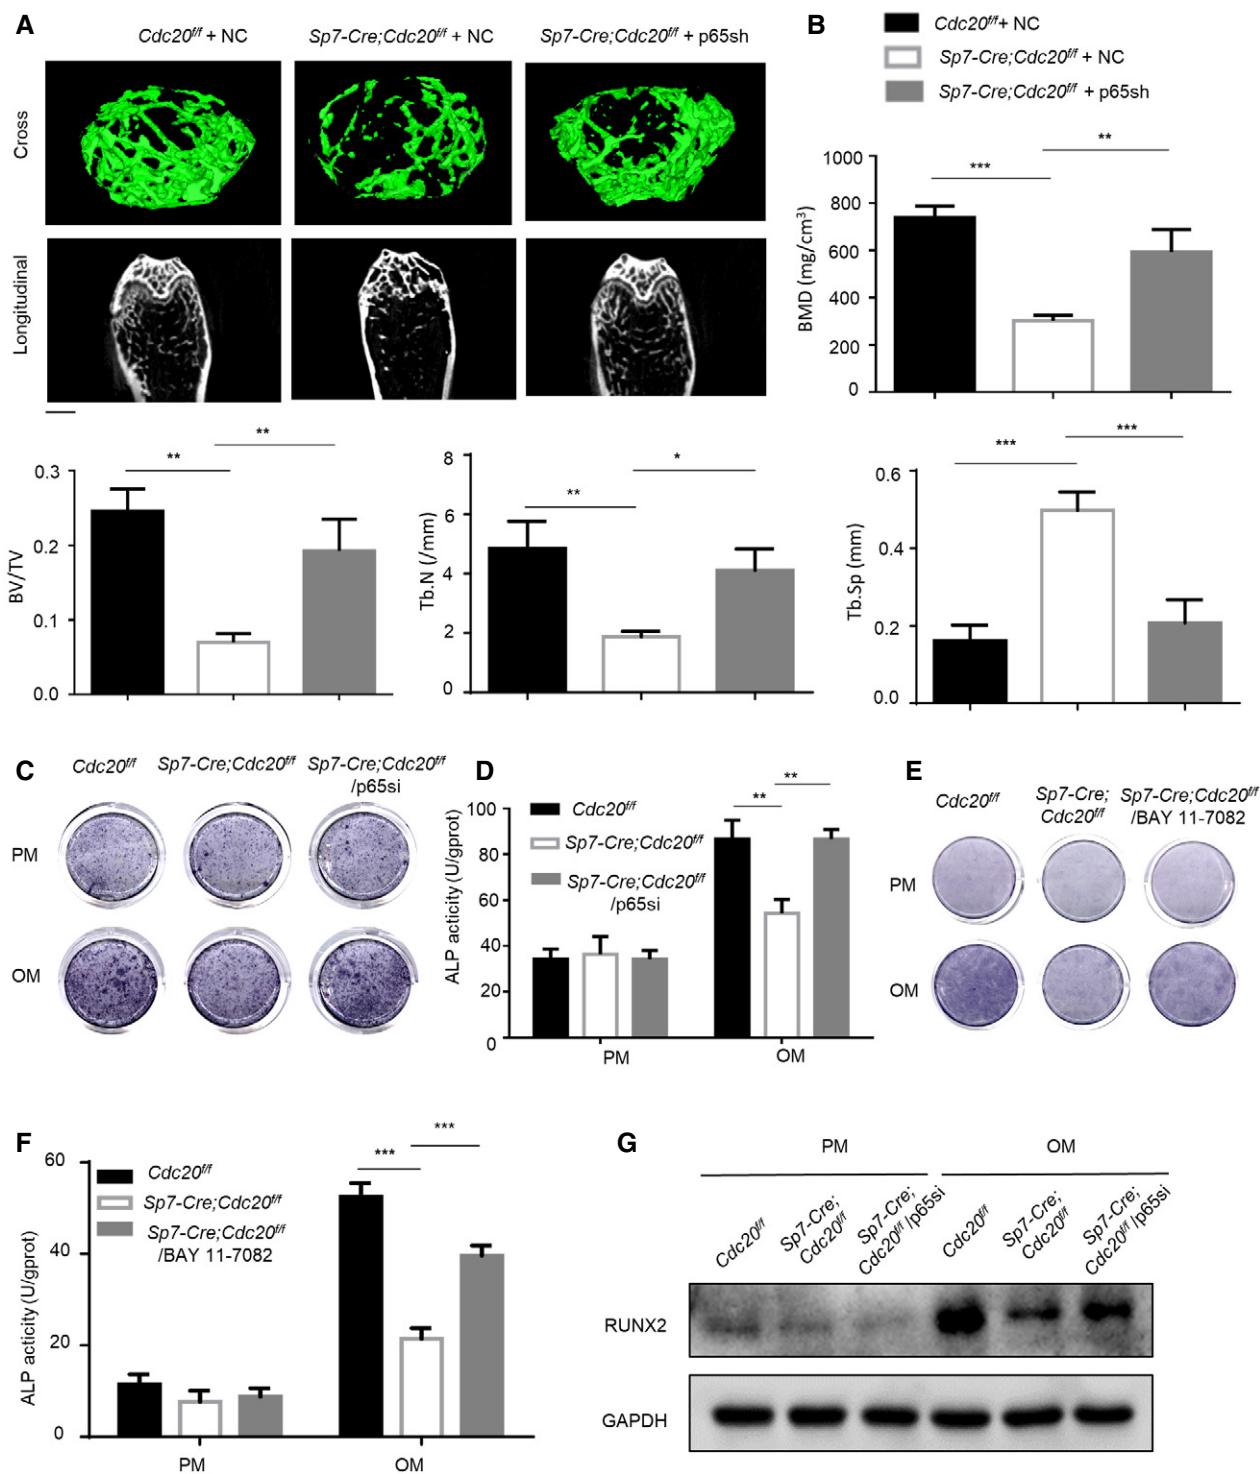 A
Cdc20f/f + NC
Sp7-Cre;Cdc20f/f + NC
Sp7-Cre;Cdc20f/f + p65sh
Cross
Longitudinal
B
Cdc20f/f + NC
Sp7-Cre;Cdc20f/f + NC
Sp7-Cre;Cdc20f/f + p65sh
BMD (mg/cm3)
1000
800
600
400
200
0
***
**
BV/TV
0.3
0.2
0.1
0.0
**
**
Tb.N (/mm)
6
4
2
0
**
*
Tb.Sp (mm)
0.6
0.4
0.2
0.0
***
***
C
Cdc20f/f
Sp7-Cre;Cdc20f/f
Sp7-Cre;Cdc20f/f
/p65si
PM
OM
D
ALP acticity (U/gprot)
100
80
60
40
20
0
Cdc20f/f
Sp7-Cre;Cdc20f/f
Sp7-Cre;Cdc20f/f
/p65si
**
**
PM
OM
E
Cdc20f/f
Sp7-Cre;
Cdc20f/f
Sp7-Cre;Cdc20f/f
/BAY 11-7082
PM
OM
F
ALP acticity (U/gprot)
60
40
20
0
Cdc20f/f
Sp7-Cre;Cdc20f/f
Sp7-Cre;Cdc20f/f
/BAY 11-7082
***
***
PM
OM
G
PM
OM
Cdc20f/f
Sp7-Cre;
Cdc20f/f
Sp7-Cre;
Cdc20f/f /p65si
Cdc20f/f
Sp7-Cre;
Cdc20f/f
Sp7-Cre;
Cdc20f/f /p65si
RUNX2
GAPDH